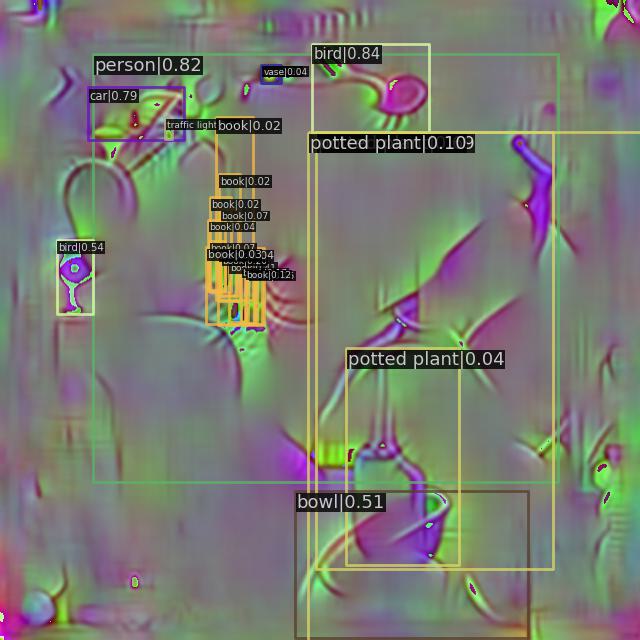 bird|0.84
person|0.82
vase|0.04
car|0.79
traffic light
book|0.02
potted plant|0.10
book|0.02
book|0.02
book|0.07
book|0.04
bird|0.54
book|0.03
book|0.12
potted plant|0.04
bowl|0.51